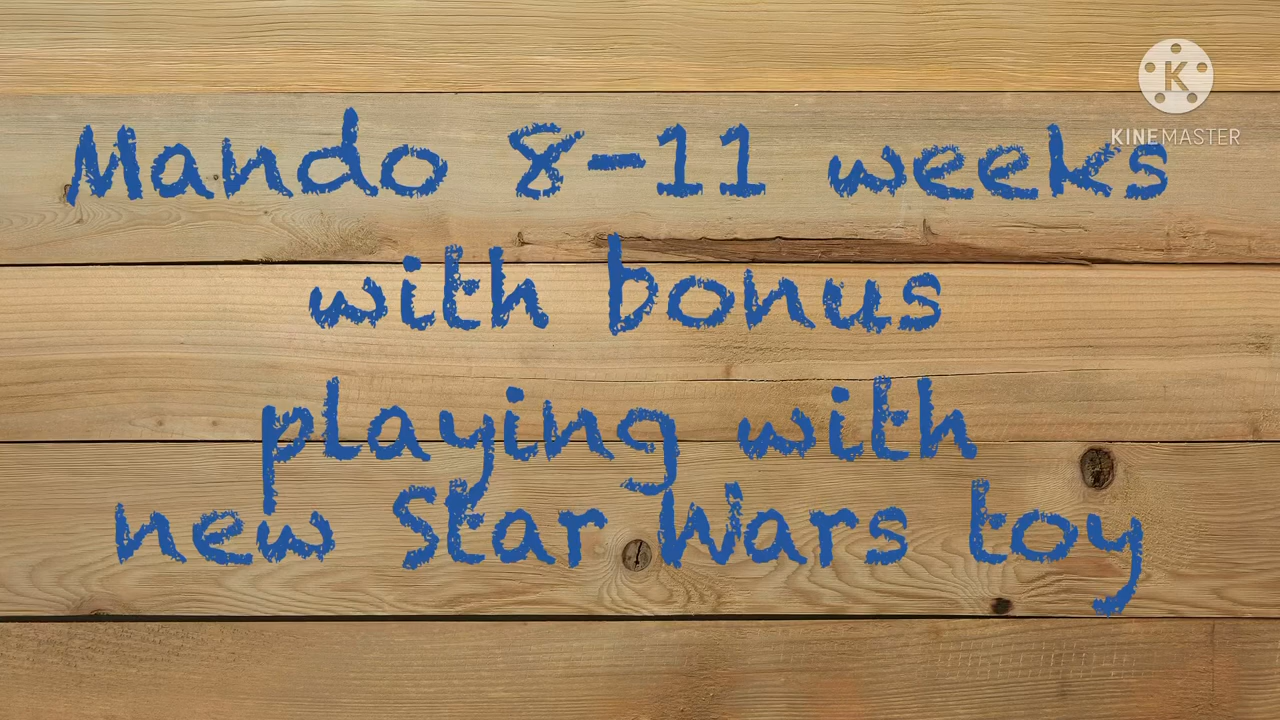 K
KINEMASTER
Mando 8-11 weeks
with bonus
playing with
new Star Wars toy